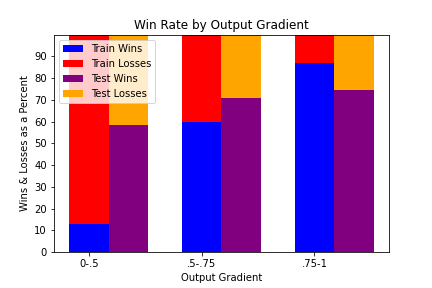 Win Rate by Output Gradient
Train Wins
Train Losses
Test Wins
Test Losses
Wins & Losses as a Percent
90
80
70
60
50
40
30
20
10
0
0-.5
.5-.75
.75-1
Output Gradient